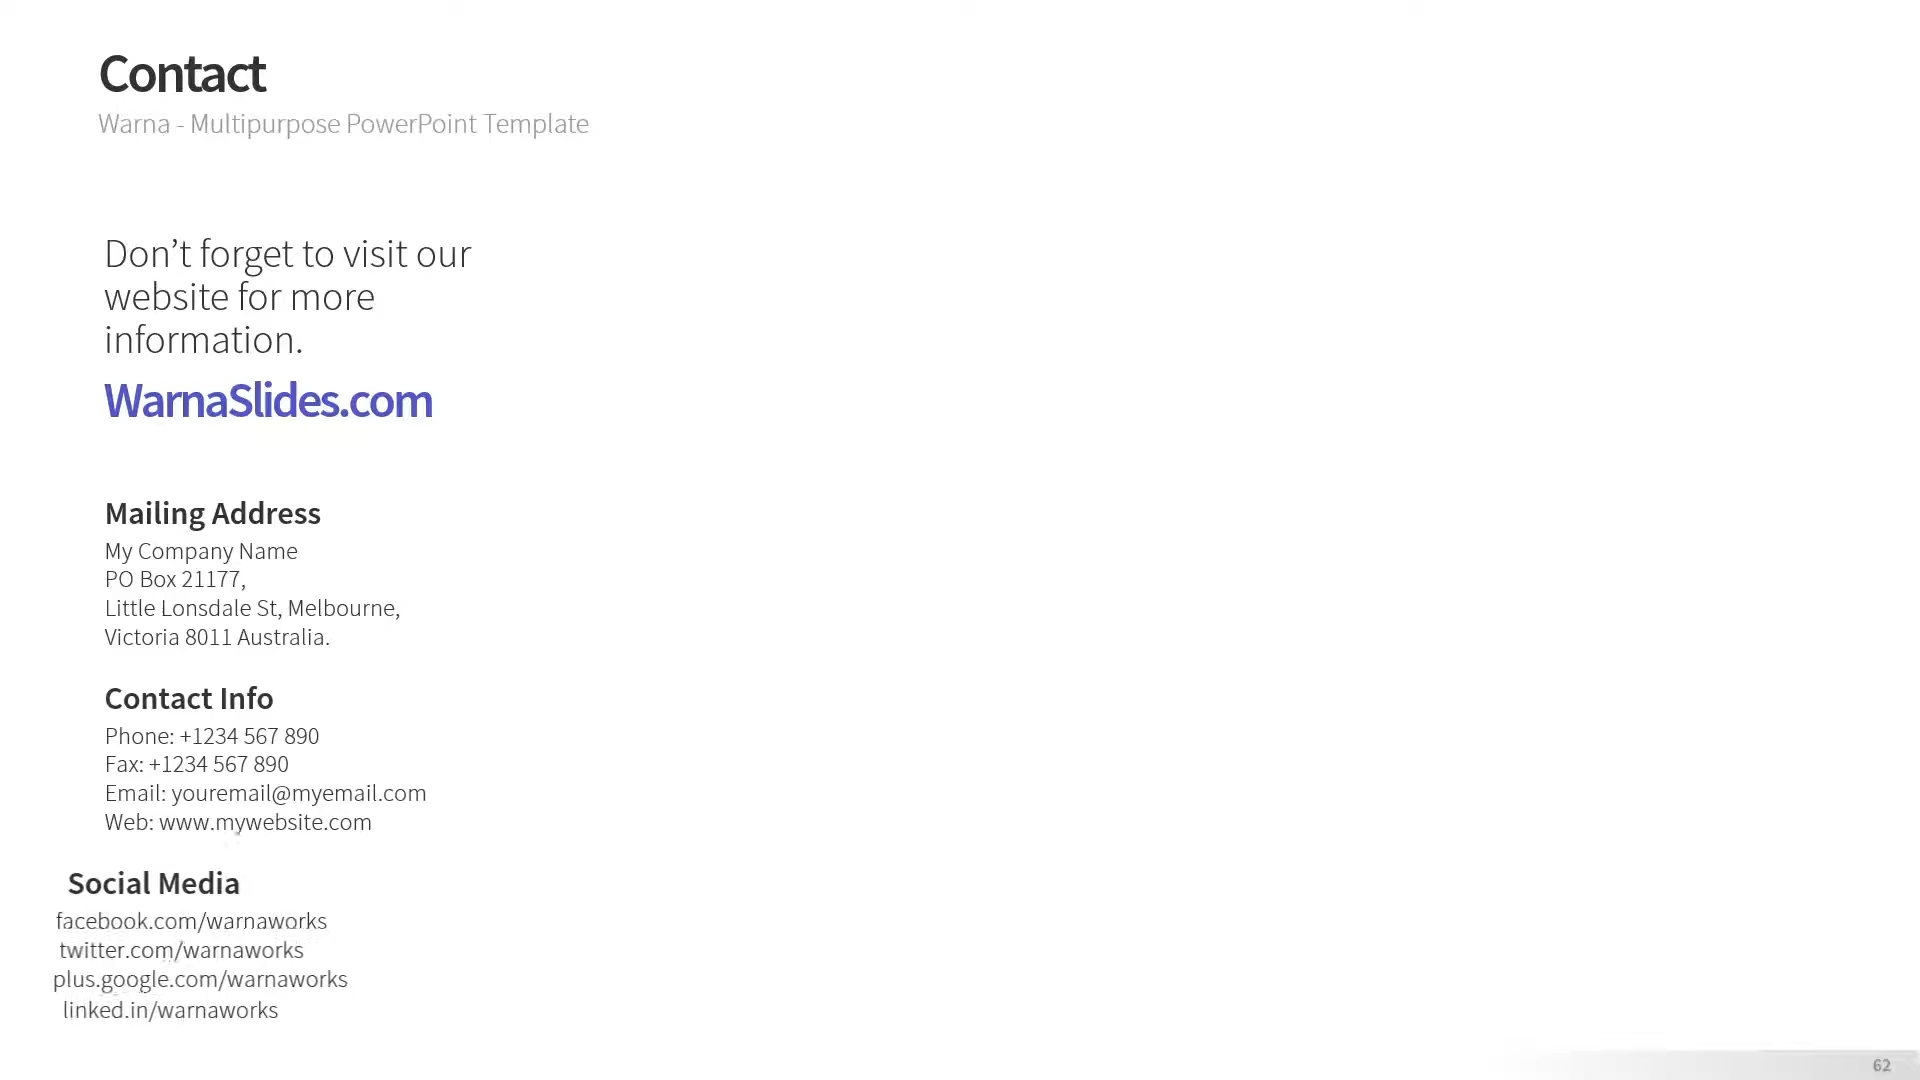 Contact
Warna - Multipurpose PowerPoint Template
Don’t forget to visit our
website for more
information.
WarnaSlides.com
Mailing Address
My Company Name
PO Box 21177,
Little Lonsdale St, Melbourne,
Victoria 8011 Australia.
Contact Info
Phone: +1234 567 890
Fax: +1234 567 890
Email: youremail@myemail.com
Web: www.mywebsite.com
Social Media
facebook.com/warnaworks
twitter.com/warnaworks
plus.google.com/warnaworks
linked.in/warnaworks
62